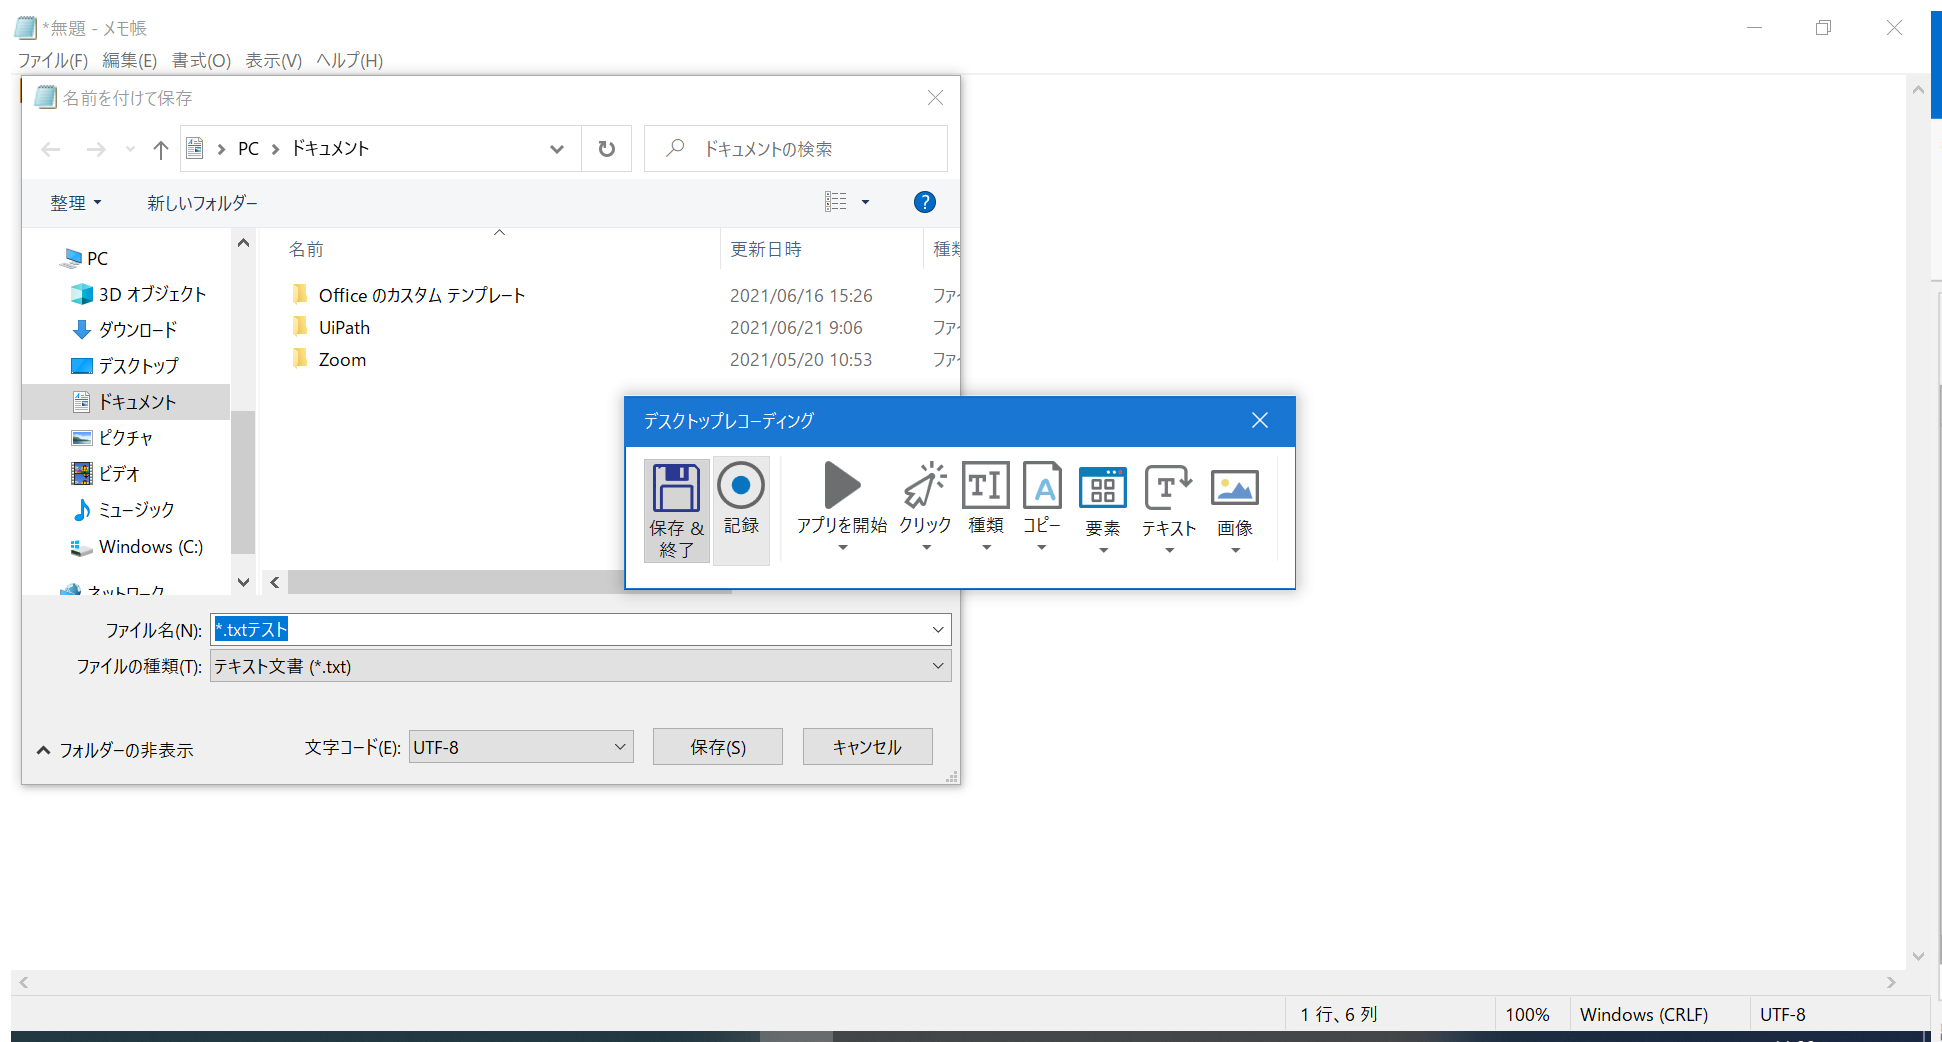 *無題 - メモ帳
ファイル(F) 編集(E) 書式(O) 表示(V) ヘルプ(H)
名前を付けて保存
PC ドキュメント
ドキュメントの検索
整理 新しいフォルダー
名前 更新日時 種類
PC
3D オブジェクト
ダウンロード
デスクトップ
ドキュメント
ピクチャ
ビデオ
ミュージック
Windows (C:)
ネットワーク
Office のカスタム テンプレート 2021/06/16 15:26 ファイ
UiPath 2021/06/21 9:06 ファイ
Zoom 2021/05/20 10:53 ファイ
デスクトップレコーディング
保存 & 終了
記録
アプリを開始
クリック
種類
コピー
要素
テキスト
画像
ファイル名(N): *.txtテスト
ファイルの種類(T): テキスト文書 (*.txt)
フォルダーの非表示
文字コード(E): UTF-8
保存(S)
キャンセル
1 行、6 列 100% Windows (CRLF) UTF-8